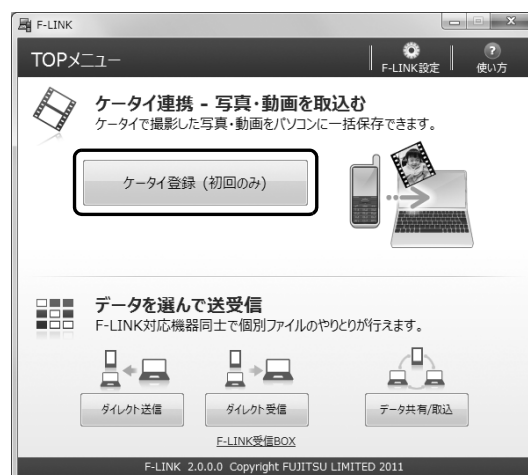 F-LINK
TOPメニュー
F-LINK設定
?
使い方
ケータイ連携 - 写真・動画を取込む
ケータイで撮影した写真・動画をパソコンに一括保存できます。
ケータイ登録 (初回のみ)
データを選んで送受信
F-LINK対応機器同士で個別ファイルのやりとりが行えます。
ダイレクト送信
ダイレクト受信
データ共有/取込
F-LINK受信BOX
F-LINK 2.0.0.0 Copyright FUJITSU LIMITED 2011